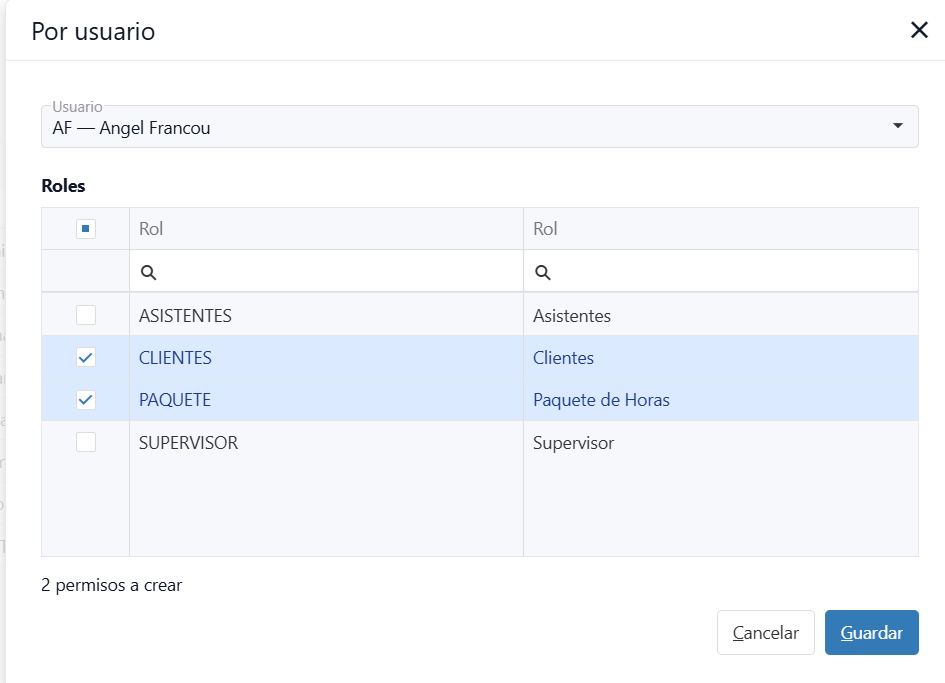 Por usuario
Usuario
AF — Angel Francou
Roles
Rol Rol
ASISTENTES Asistentes
CLIENTES Clientes
PAQUETE Paquete de Horas
SUPERVISOR Supervisor
2 permisos a crear
Cancelar Guardar